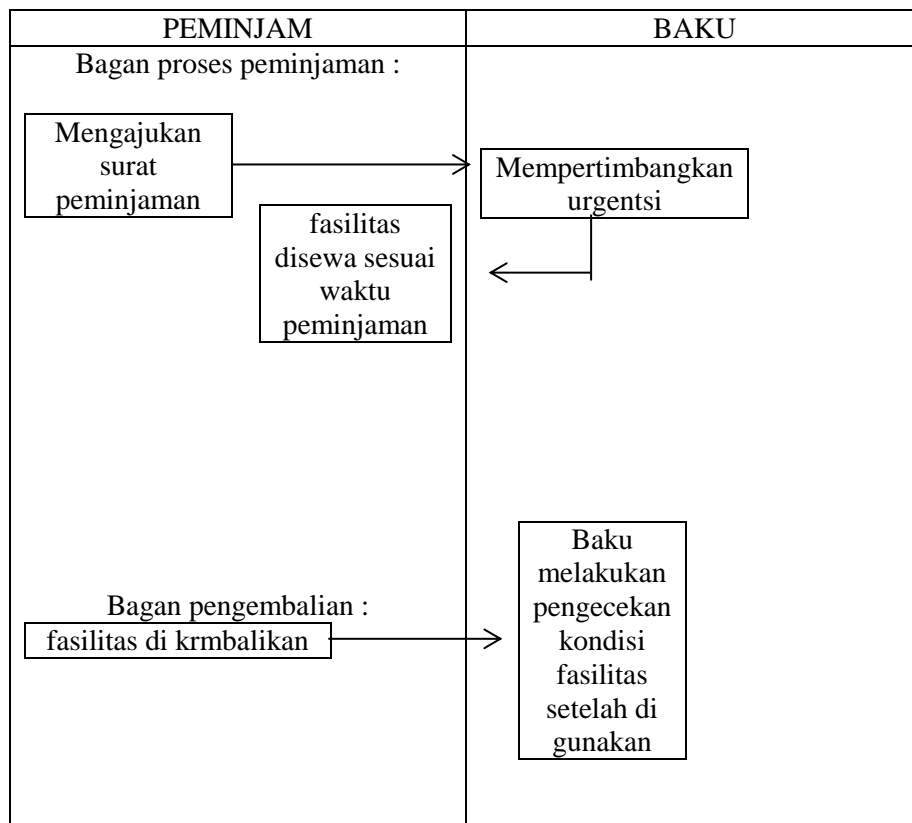 PEMINJAM
BAKU
Bagan proses peminjaman :
Mengajukan
surat
peminjaman
Mempertimbangkan
urgentsi
fasilitas
disewa sesuai
waktu
peminjaman
Bagan pengembalian :
fasilitas di krmbalikan
Baku
melakukan
pengecekan
kondisi
fasilitas
setelah di
gunakan